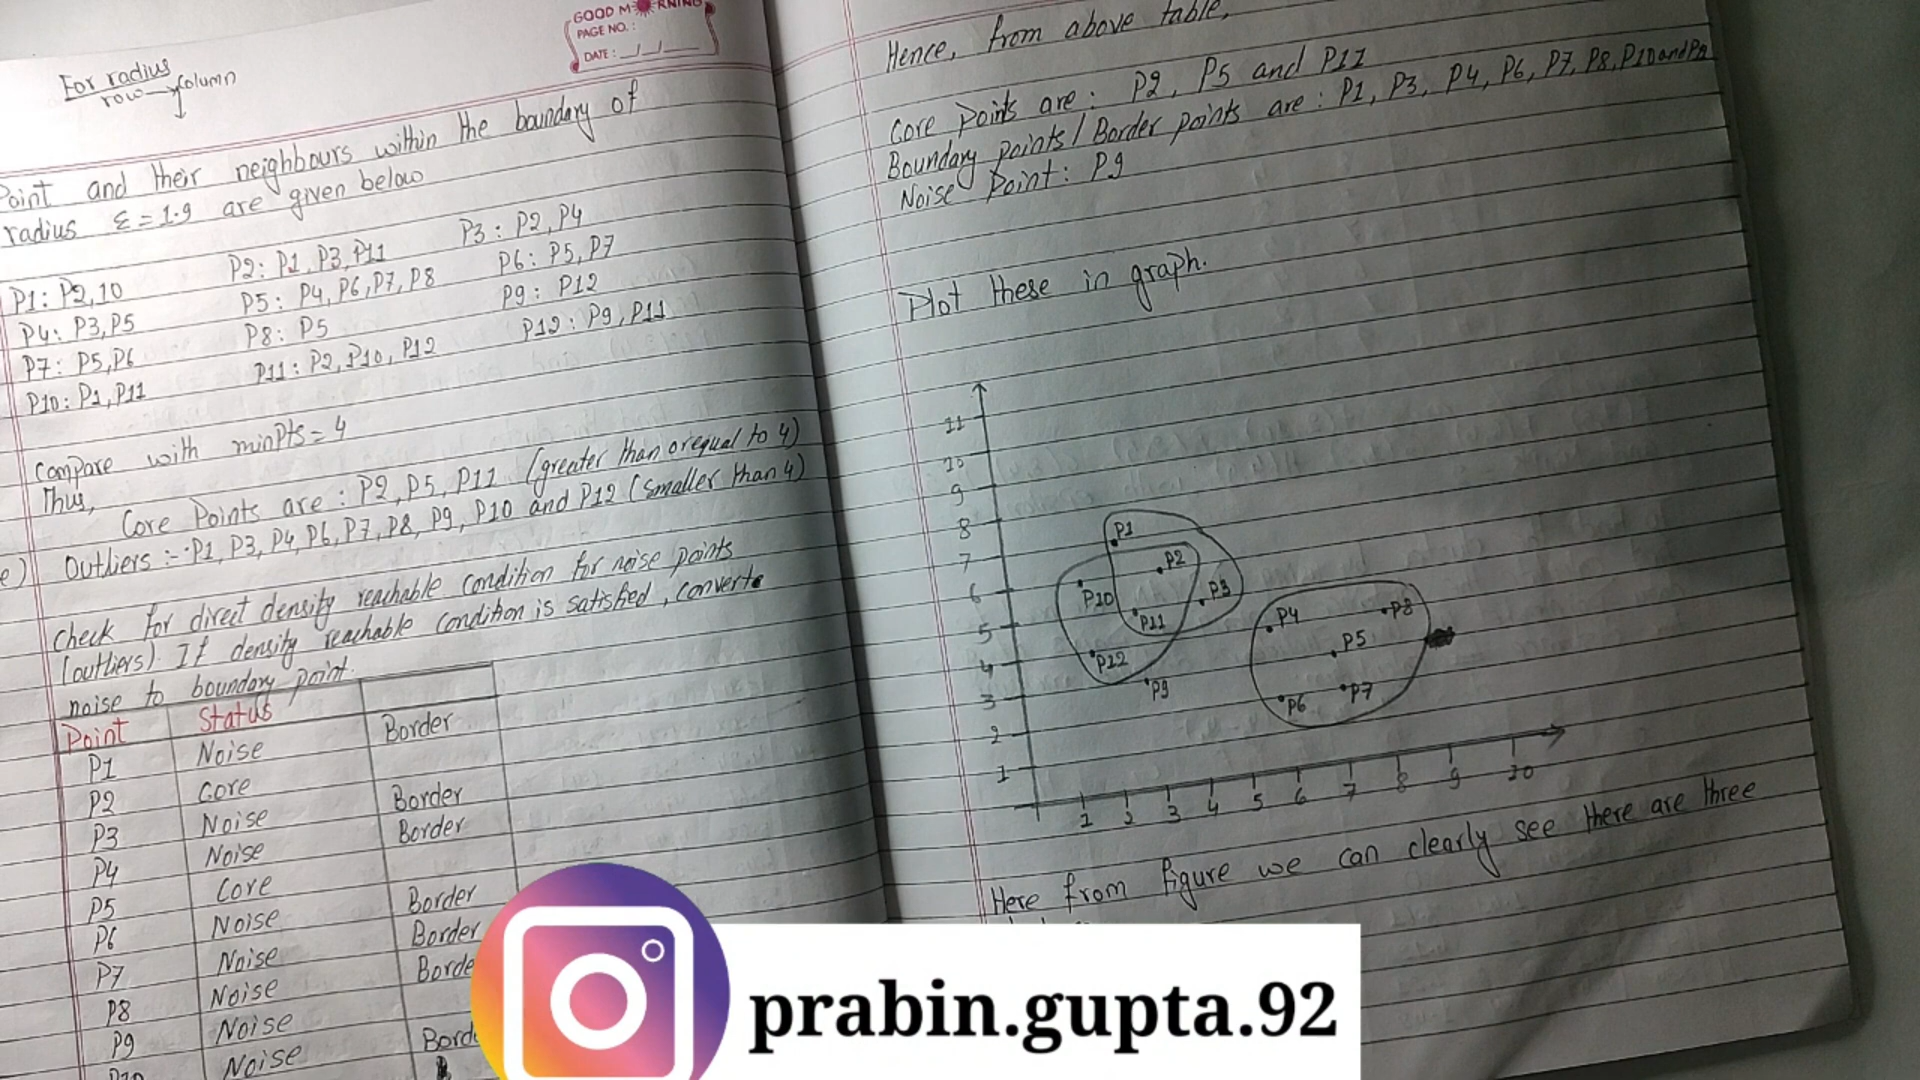 GOOD MORNING
PAGE NO. :
DATE : / /
For radius
row → column
Point and their neighbours within the boundary of
radius ε = 1.9 are given below
P1: P2, 10 P2: P1, P3, P11 P3 : P2, P4
P4: P3, P5 P5 : P4, P6, P7, P8 P6 : P5, P7
P7 : P5, P6 P8 : P5 P9 : P12
P10 : P1, P11 P11 : P2, P10, P12 P12 : P9, P11
Compare with minPts = 4
Thus,
Core Points are : P2, P5, P11 (greater than or equal to 4)
e) Outliers :- P1, P3, P4, P6, P7, P8, P9, P10 and P12 (smaller than 4)
Check for direct density reachable condition for noise points
(outliers). If density reachable condition is satisfied, converte
noise to boundary point.
Point Status
P1 Noise Border
P2 Core
P3 Noise Border
P4 Noise Border
P5 Core
P6 Noise Border
P7 Noise Border
P8 Noise Borde
P9 Noise
P10 Noise Bord
Hence, from above table,
Core Points are : P2, P5 and P11
Boundary points / Border points are : P1, P3, P4, P6, P7, P8, P10 and P12
Noise Point : P9
Plot these in graph.
11
10
9
8
7
6
5
4
3
2
1
P1
P2
P10
P3
P11
P12
P9
P4
P8
P5
P6
P7
1 2 3 4 5 6 7 8 9 10
Here from figure we can clearly see there are three
prabin.gupta.92